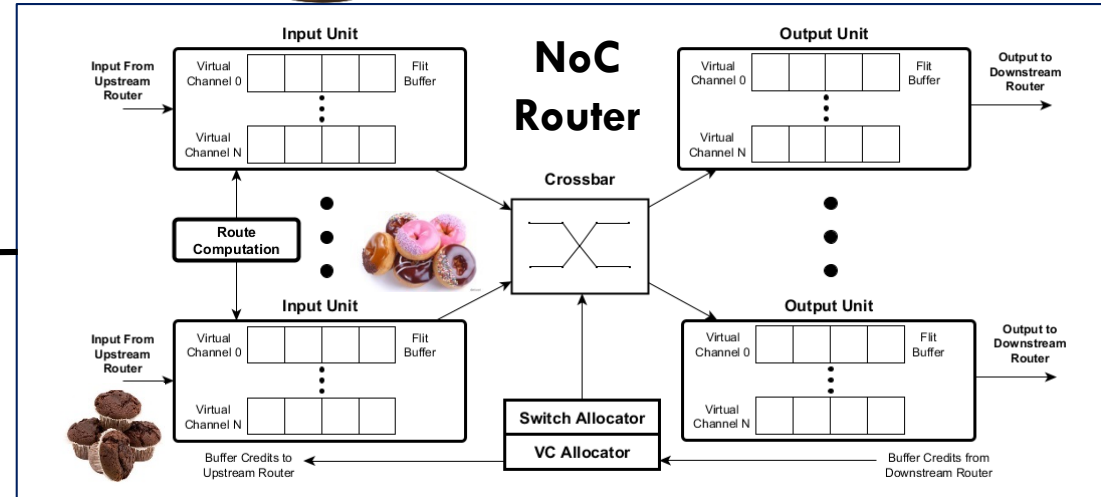 Input Unit
Output Unit
NoC
Router
Input From
Upstream
Router
Virtual
Channel 0
Flit
Buffer
Virtual
Channel N
Virtual
Channel 0
Flit
Buffer
Virtual
Channel N
Output to
Downstream
Router
Crossbar
Route
Computation
Input Unit
Output Unit
Input From
Upstream
Router
Virtual
Channel 0
Flit
Buffer
Virtual
Channel N
Virtual
Channel 0
Flit
Buffer
Virtual
Channel N
Output to
Downstream
Router
Switch Allocator
VC Allocator
Buffer Credits to
Upstream Router
Buffer Credits from
Downstream Router